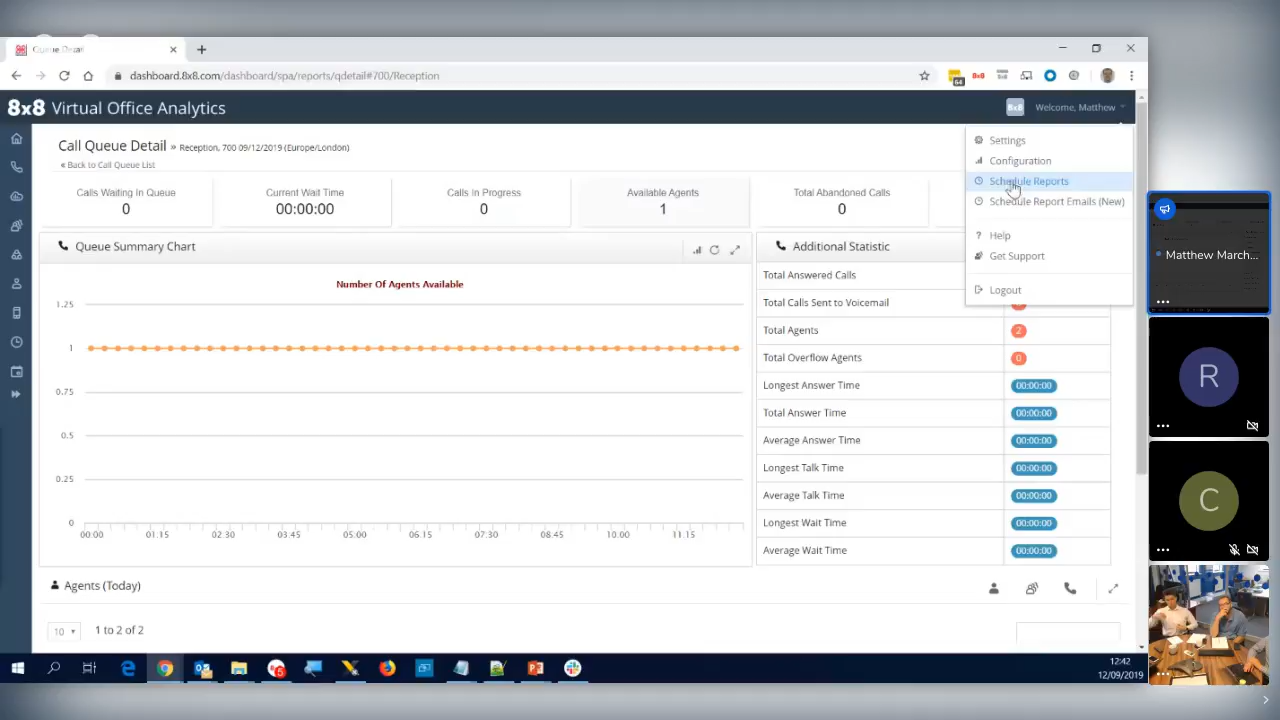 dashboard.8x8.com/dashboard/spa/reports/qdetail#700/Reception
64
8x8
8x8 Virtual Office Analytics
8x8
Welcome, Matthew
Call Queue Detail » Reception, 700 09/12/2019 (Europe/London)
« Back to Call Queue List
Settings
Configuration
Schedule Reports
Schedule Report Emails (New)
Help
Get Support
Logout
Calls Waiting In Queue
0
Current Wait Time
00:00:00
Calls In Progress
0
Available Agents
1
Total Abandoned Calls
0
Queue Summary Chart
Number Of Agents Available
1.25
1
0.75
0.5
0.25
0
00:00
01:15
02:30
03:45
05:00
06:15
07:30
08:45
10:00
11:15
Additional Statistic
Total Answered Calls
Total Calls Sent to Voicemail
Total Agents 2
Total Overflow Agents 0
Longest Answer Time 00:00:00
Total Answer Time 00:00:00
Average Answer Time 00:00:00
Longest Talk Time 00:00:00
Average Talk Time 00:00:00
Longest Wait Time 00:00:00
Average Wait Time 00:00:00
Agents (Today)
10 1 to 2 of 2
12:42
12/09/2019
Matthew March...
R
C